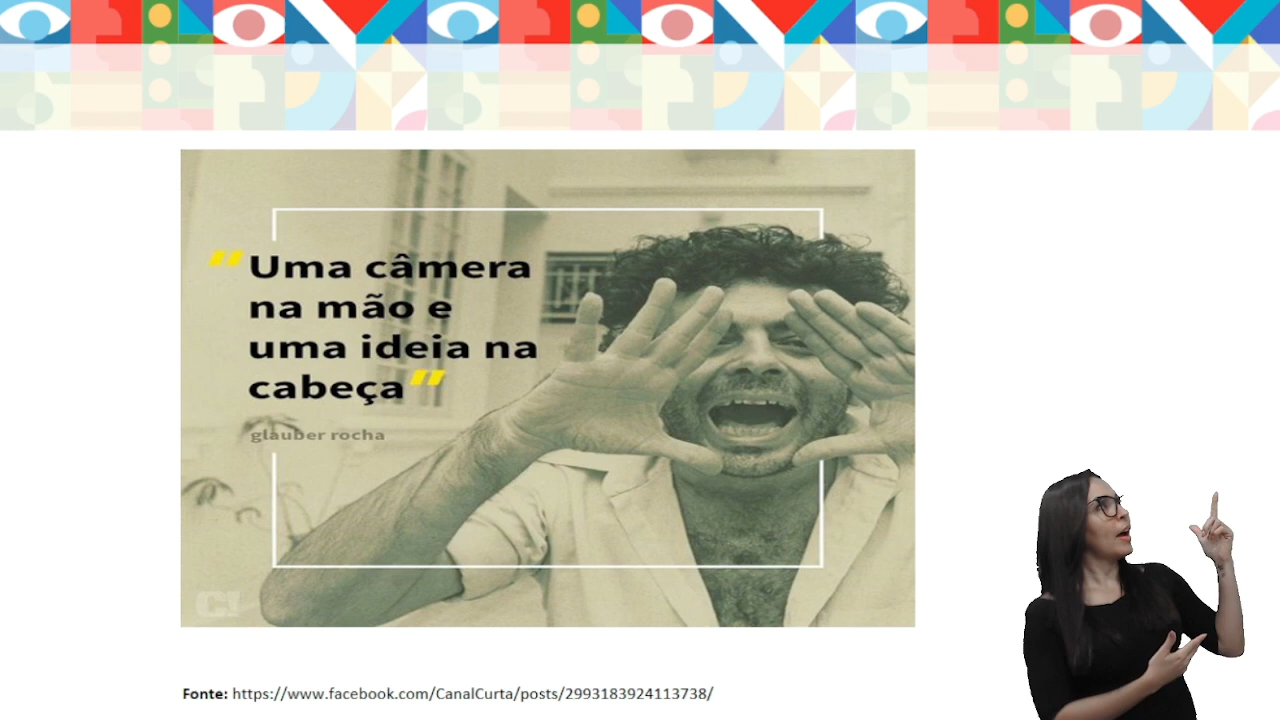 " Uma câmera
na mão e
uma ideia na
cabeça "
glauber rocha
C!
Fonte: https://www.facebook.com/CanalCurta/posts/2993183924113738/